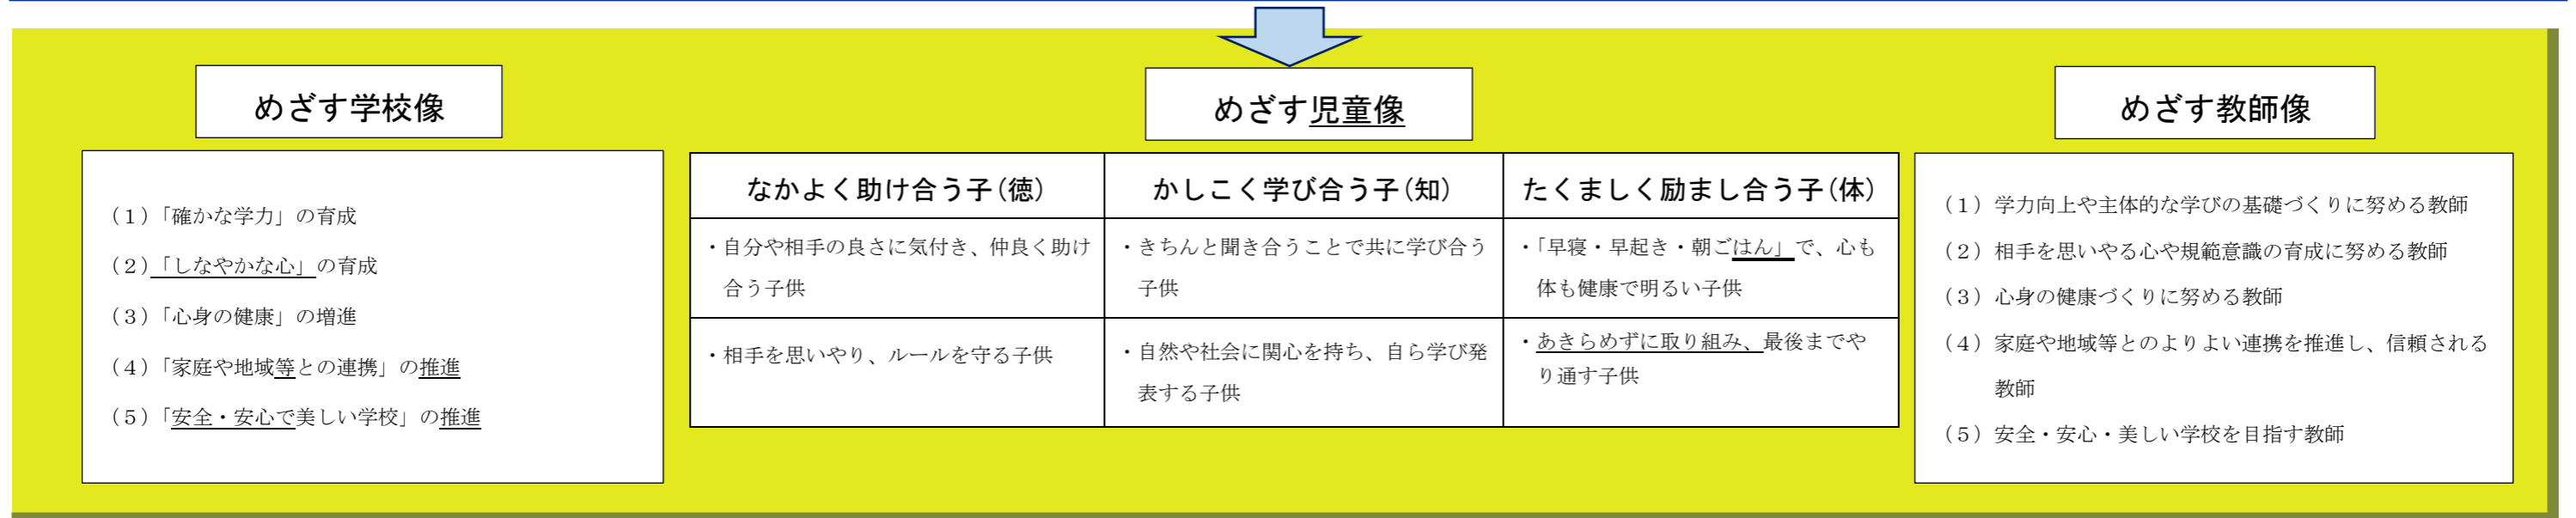 めざす学校像
（１）「確かな学力」の育成
（２）「しなやかな心」の育成
（３）「心身の健康」の増進
（４）「家庭や地域等との連携」の推進
（５）「安全・安心で美しい学校」の推進
めざす児童像
なかよく助け合う子(徳)
かしこく学び合う子(知)
たくましく励まし合う子(体)
・自分や相手の良さに気付き、仲良く助け
合う子供
・きちんと聞き合うことで共に学び合う
子供
・「早寝・早起き・朝ごはん」で、心も
体も健康で明るい子供
・相手を思いやり、ルールを守る子供
・自然や社会に関心を持ち、自ら学び発
表する子供
・あきらめずに取り組み、最後までや
り通す子供
めざす教師像
（１）学力向上や主体的な学びの基礎づくりに努める教師
（２）相手を思いやる心や規範意識の育成に努める教師
（３）心身の健康づくりに努める教師
（４）家庭や地域等とのよりよい連携を推進し、信頼される
教師
（５）安全・安心・美しい学校を目指す教師